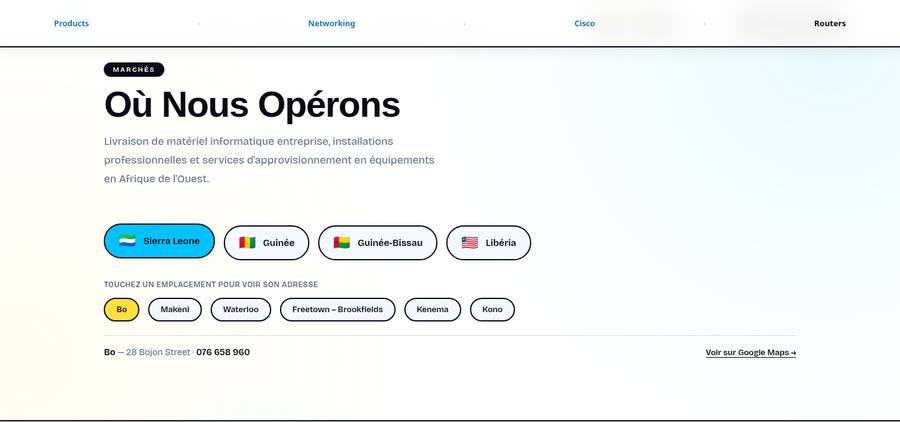 Products
Networking
Cisco
Routers
MARCHÉS
Où Nous Opérons
Livraison de matériel informatique entreprise, installations
professionnelles et services d'approvisionnement en équipements
en Afrique de l'Ouest.
Sierra Leone
Guinée
Guinée-Bissau
Libéria
TOUCHEZ UN EMPLACEMENT POUR VOIR SON ADRESSE
Bo
Makeni
Waterloo
Freetown – Brookfields
Kenema
Kono
Bo — 28 Bojon Street · 076 658 960
Voir sur Google Maps →